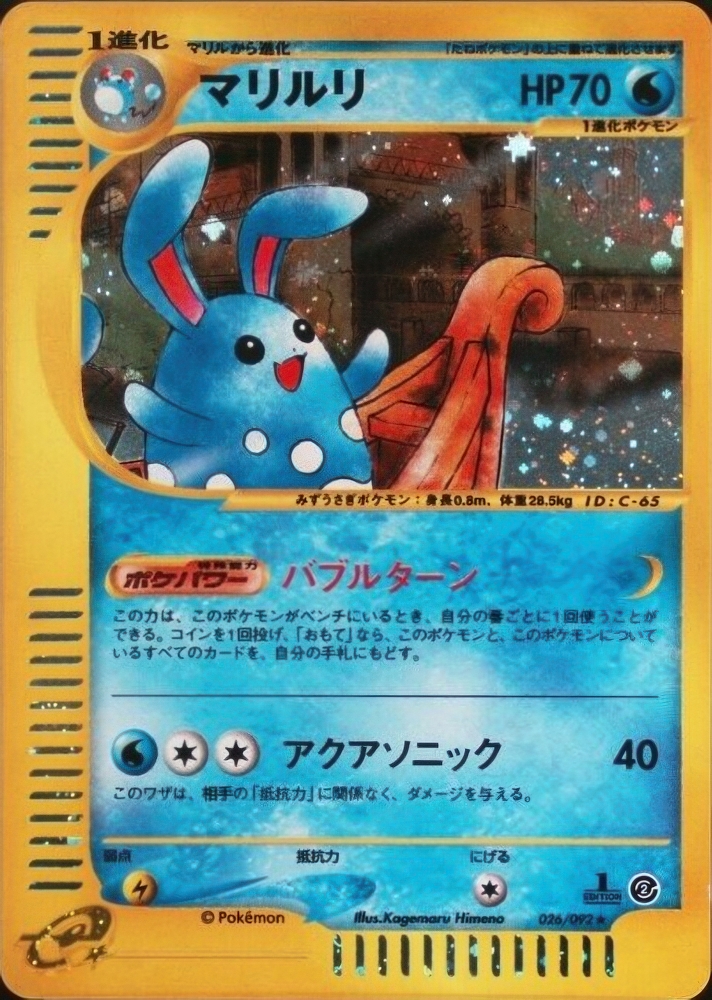 1進化 マリルから進化 「たねポケモン」の上に重ねて進化させます
マリルリ HP70
1進化ポケモン
みずうさぎポケモン：身長0.8m、体重28.5kg ID:C-65
特殊能力
ポケパワー バブルターン
この力は、このポケモンがベンチにいるとき、自分の番ごとに1回使うことが
できる。コインを1回投げ、「おもて」なら、このポケモンと、このポケモンについて
いるすべてのカードを、自分の手札にもどす。
アクアソニック 40
このワザは、相手の「抵抗力」に関係なく、ダメージを与える。
弱点 抵抗力 にげる
1 EDITION 2
©Pokémon Illus.Kagemaru Himeno 026/092★
e